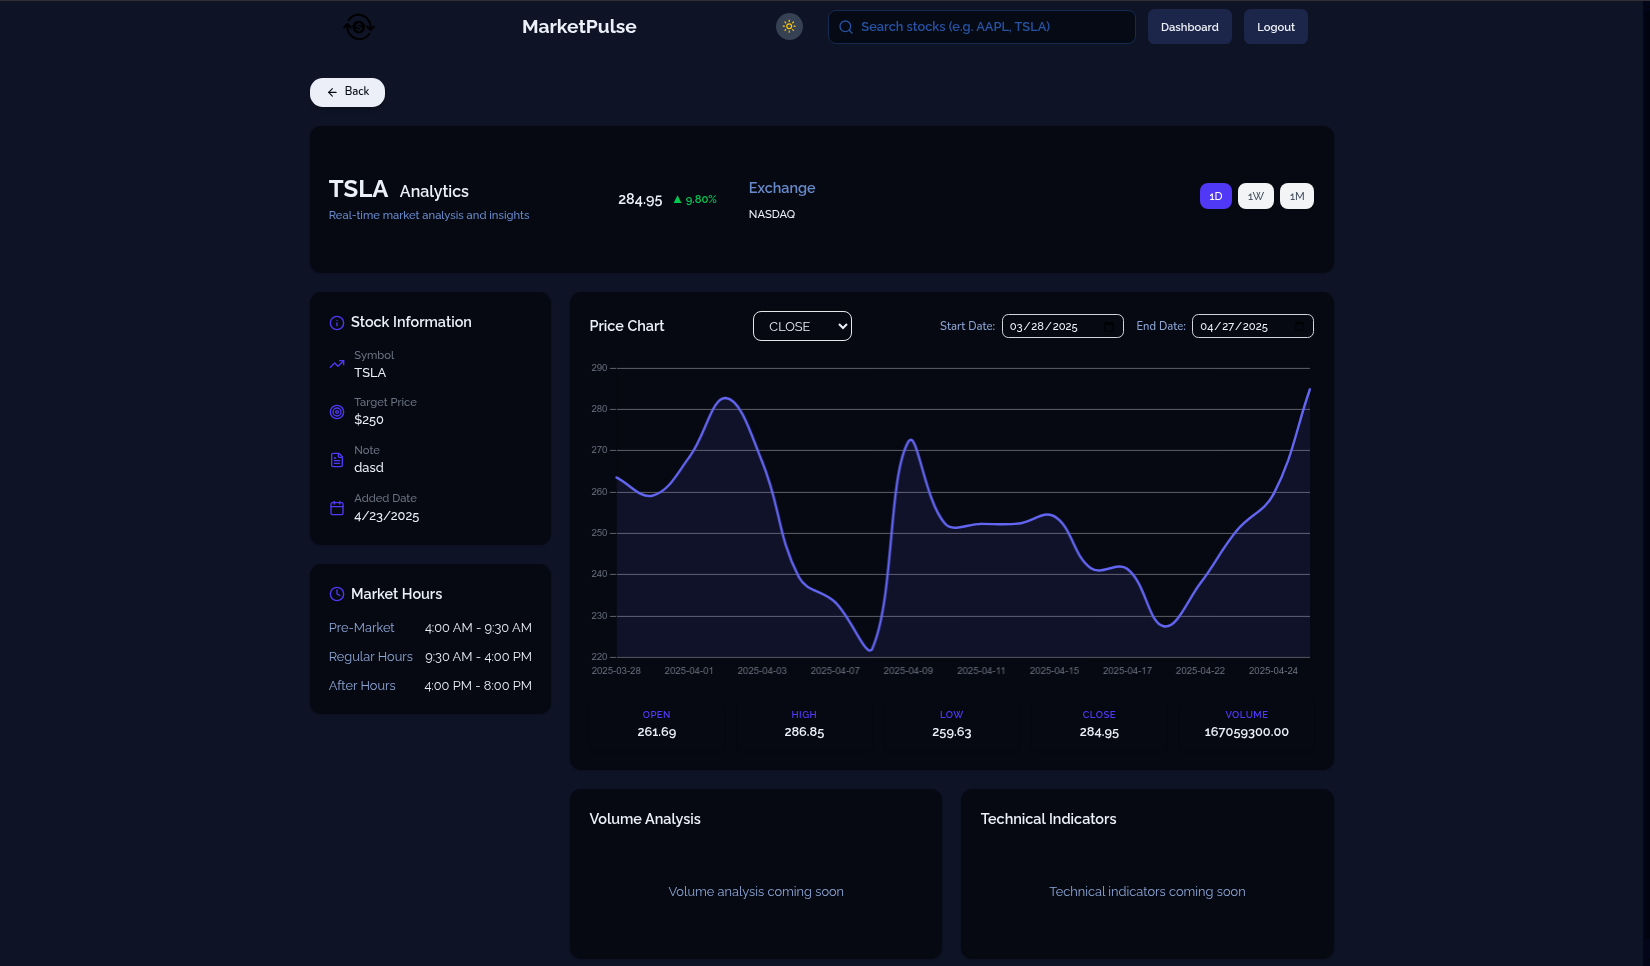 MarketPulse
Search stocks (e.g. AAPL, TSLA)
Dashboard
Logout
Back
TSLA Analytics
Real-time market analysis and insights
284.95 ▲ 9.80%
Exchange
NASDAQ
1D
1W
1M
Stock Information
Symbol
TSLA
Target Price
$250
Note
dasd
Added Date
4/23/2025
Market Hours
Pre-Market 4:00 AM - 9:30 AM
Regular Hours 9:30 AM - 4:00 PM
After Hours 4:00 PM - 8:00 PM
Price Chart
CLOSE
Start Date: 03/28/2025
End Date: 04/27/2025
290
280
270
260
250
240
230
220
2025-03-28 2025-04-01 2025-04-03 2025-04-07 2025-04-09 2025-04-11 2025-04-15 2025-04-17 2025-04-22 2025-04-24
OPEN
261.69
HIGH
286.85
LOW
259.63
CLOSE
284.95
VOLUME
167059300.00
Volume Analysis
Volume analysis coming soon
Technical Indicators
Technical indicators coming soon